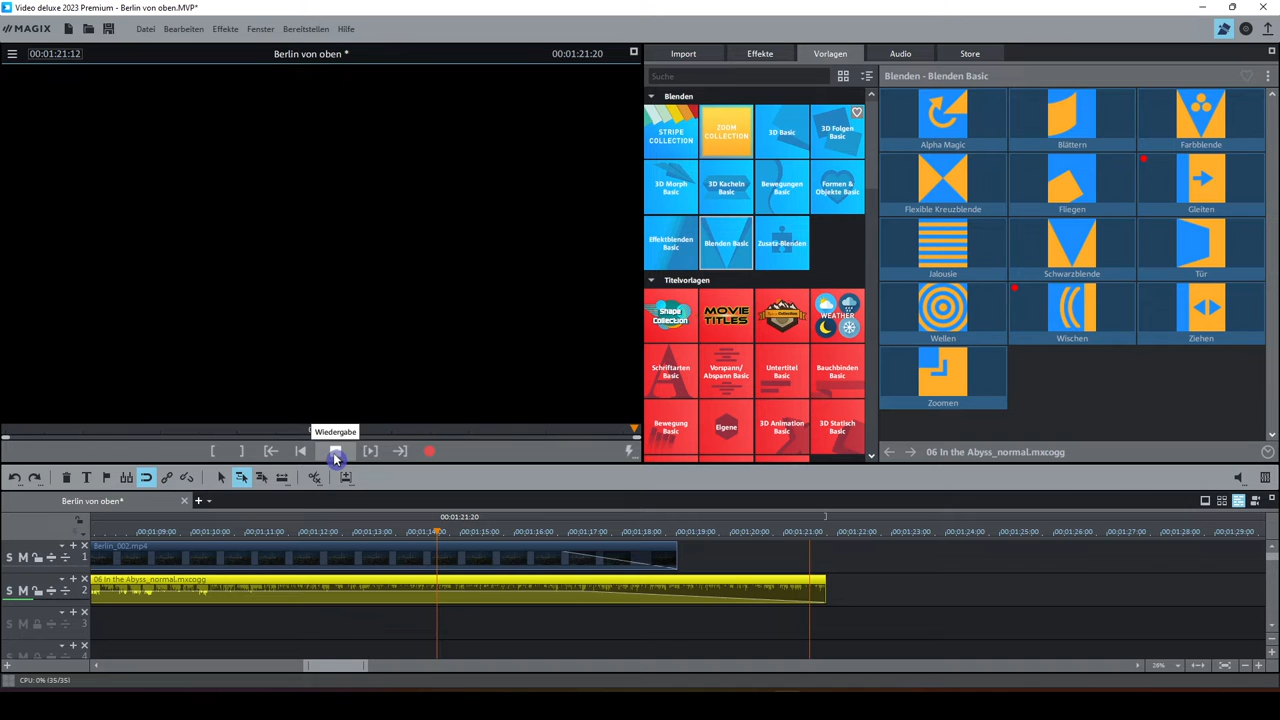 Video deluxe 2023 Premium - Berlin von oben.MVP*
MAGIX
Datei Bearbeiten Effekte Fenster Bereitstellen Hilfe
00:01:21:12 Berlin von oben * 00:01:21:20
Import Effekte Vorlagen Audio Store
Suche
Blenden - Blenden Basic
Blenden
STRIPE COLLECTION
ZOOM COLLECTION
3D Basic
3D Folgen Basic
3D Morph Basic
3D Kacheln Basic
Bewegungen Basic
Formen & Objekte Basic
Effektblenden Basic
Blenden Basic
Zusatz-Blenden
Titelvorlagen
Shape Collection
MOVIE TITLES
Collection
WEATHER
Schriftarten Basic
Vorspann/ Abspann Basic
Untertitel Basic
Bauchbinden Basic
Bewegung Basic
Eigene
3D Animation Basic
3D Statisch Basic
Alpha Magic Blättern Farbblende
Flexible Kreuzblende Fliegen Gleiten
Jalousie Schwarzblende Tür
Wellen Wischen Ziehen
Zoomen
06 In the Abyss_normal.mxcogg
Wiedergabe
Berlin von oben*
00:01:21:20
00:01:09:00 00:01:10:00 00:01:11:00 00:01:12:00 00:01:13:00 00:01:14:00 00:01:15:00 00:01:16:00 00:01:17:00 00:01:18:00 00:01:19:00 00:01:20:00 00:01:21:00 00:01:22:00 00:01:23:00 00:01:24:00 00:01:25:00 00:01:26:00 00:01:27:00 00:01:28:00 00:01:29:00
S M 1
Berlin_002.mp4
S M 2
06 In the Abyss_normal.mxcogg
S M 3
S M 4
26%
CPU: 0% (35/35)